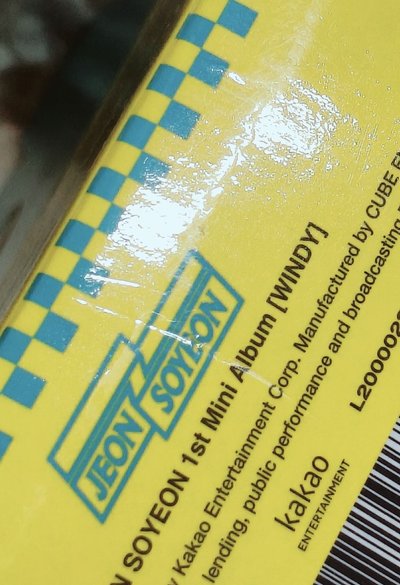 JEON SOYEON
N SOYEON 1st Mini Album [WINDY]
Kakao Entertainment Corp. Manufactured by CUBE
lending, public performance and broadcasting
L2000022
kakao
ENTERTAINMENT